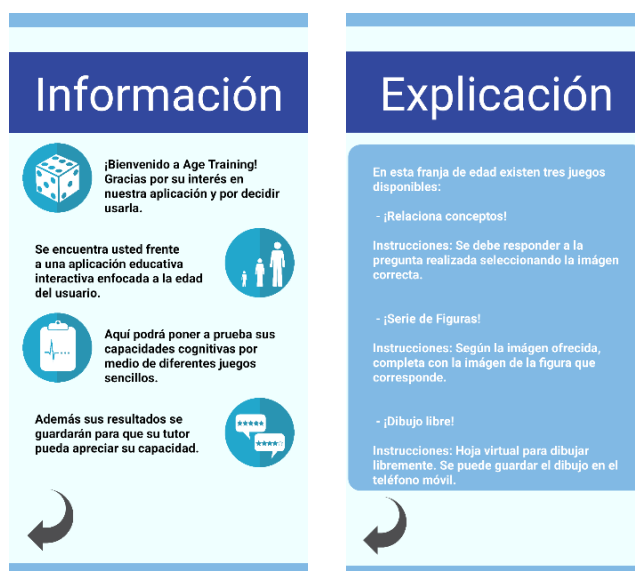 Información
¡Bienvenido a Age Training!
Gracias por su interés en
nuestra aplicación y por decidir
usarla.
Se encuentra usted frente
a una aplicación educativa
interactiva enfocada a la edad
del usuario.
Aquí podrá poner a prueba sus
capacidades cognitivas por
medio de diferentes juegos
sencillos.
Además sus resultados se
guardarán para que su tutor
pueda apreciar su capacidad.
Explicación
En esta franja de edad existen tres juegos
disponibles:
- ¡Relaciona conceptos!
Instrucciones: Se debe responder a la
pregunta realizada seleccionando la imágen
correcta.
- ¡Serie de Figuras!
Instrucciones: Según la imágen ofrecida,
completa con la imágen de la figura que
corresponde.
- ¡Dibujo libre!
Instrucciones: Hoja virtual para dibujar
libremente. Se puede guardar el dibujo en el
teléfono móvil.